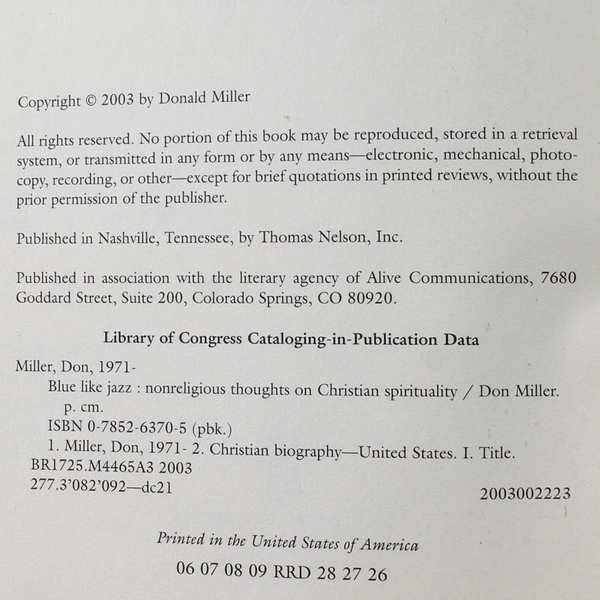 Copyright © 2003 by Donald Miller
All rights reserved. No portion of this book may be reproduced, stored in a retrieval
system, or transmitted in any form or by any means—electronic, mechanical, photo-
copy, recording, or other—except for brief quotations in printed reviews, without the
prior permission of the publisher.
Published in Nashville, Tennessee, by Thomas Nelson, Inc.
Published in association with the literary agency of Alive Communications, 7680
Goddard Street, Suite 200, Colorado Springs, CO 80920.
Library of Congress Cataloging-in-Publication Data
Miller, Don, 1971-
Blue like jazz : nonreligious thoughts on Christian spirituality / Don Miller.
p. cm.
ISBN 0-7852-6370-5 (pbk.)
1. Miller, Don, 1971- 2. Christian biography—United States. I. Title.
BR1725.M4465A3 2003
277.3'082'092—dc21 2003002223
Printed in the United States of America
06 07 08 09 RRD 28 27 26